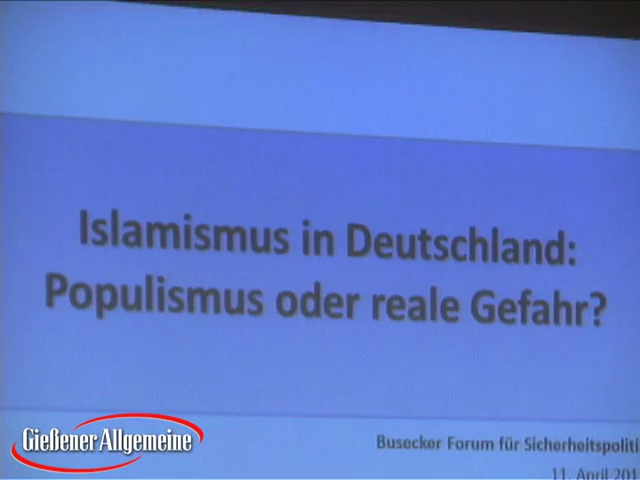 Islamismus in Deutschland:
Populismus oder reale Gefahr?
Gießener Allgemeine
Busecker Forum für Sicherheitspoliti
11. April 201